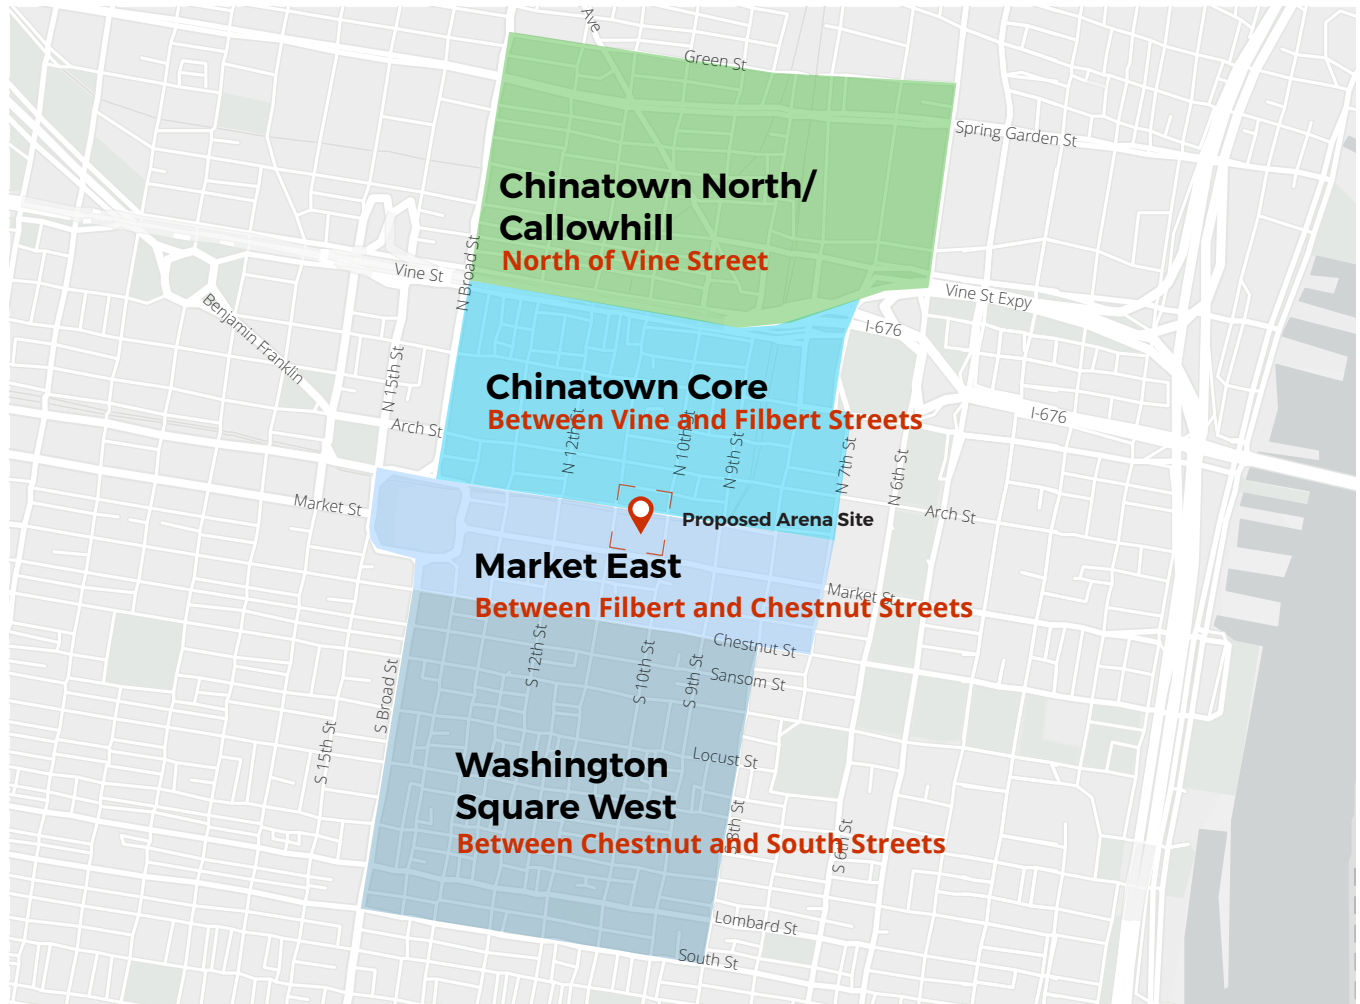 Ave
Green St
Spring Garden St
Chinatown North/
Callowhill
North of Vine Street
N Broad St
Vine St
Vine St Expy
Benjamin Franklin
I-676
N 15th St
Chinatown Core
Between Vine and Filbert Streets
I-676
Arch St
N 12th St
N 10th St
N 9th St
N 7th St
N 6th St
Market St
Proposed Arena Site
Arch St
Market East
Market St
Between Filbert and Chestnut Streets
Chestnut St
S 12th St
S 10th St
S 9th St
Sansom St
S Broad St
S 15th St
Locust St
Washington
Square West
S 8th St
S 6th St
Between Chestnut and South Streets
Lombard St
South St